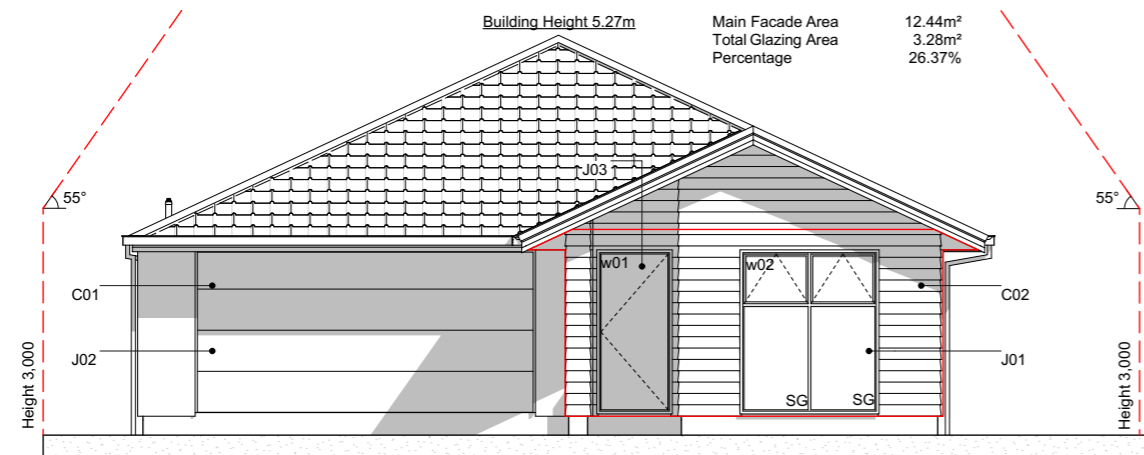 Building Height 5.27m
Main Facade Area 12.44m²
Total Glazing Area 3.28m²
Percentage 26.37%
J03
55°
55°
w01
w02
C01
C02
J02
J01
Height 3,000
Height 3,000
SG
SG